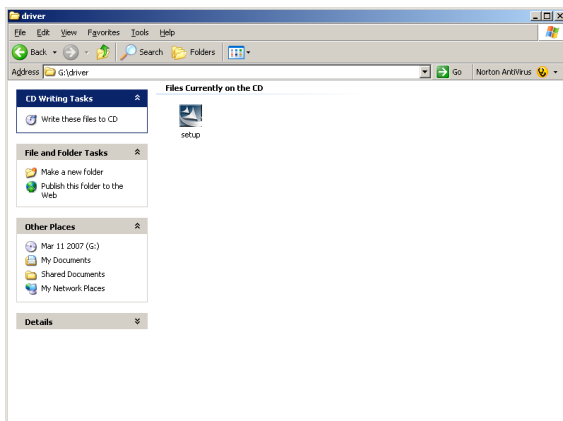 driver
File Edit View Favorites Tools Help
Back Search Folders
Address G:\driver Go Norton AntiVirus
Files Currently on the CD
CD Writing Tasks
Write these files to CD
setup
File and Folder Tasks
Make a new folder
Publish this folder to the
Web
Other Places
Mar 11 2007 (G:)
My Documents
Shared Documents
My Network Places
Details